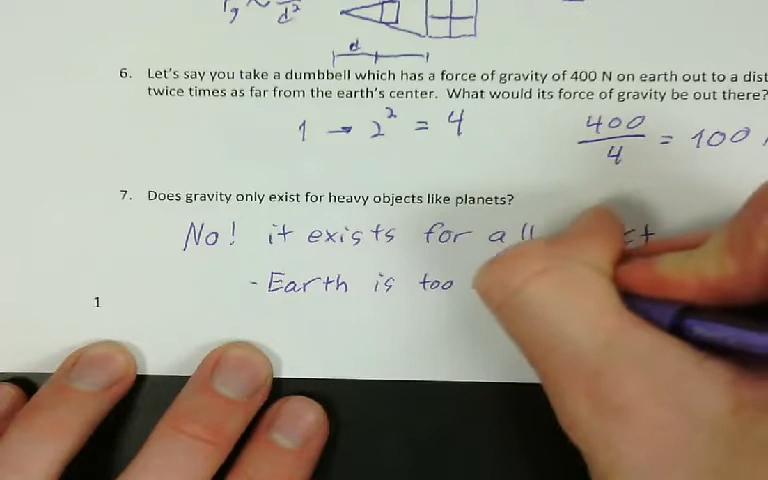 Fg ~ 1/d²
d
6. Let's say you take a dumbbell which has a force of gravity of 400 N on earth out to a dist
twice times as far from the earth's center. What would its force of gravity be out there?
1 → 2² = 4 400/4 = 100
7. Does gravity only exist for heavy objects like planets?
No! it exists for all
- Earth is too
1